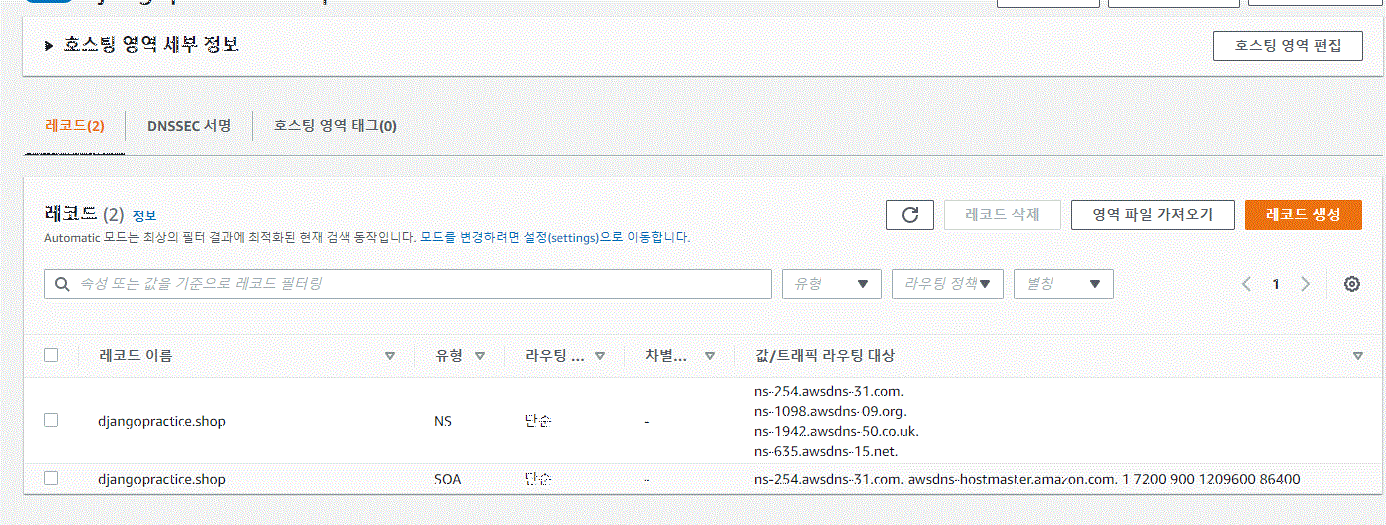 호스팅 영역 세부 정보
호스팅 영역 편집
레코드(2)
DNSSEC 서명
호스팅 영역 태그(0)
레코드 (2) 정보
레코드 삭제
영역 파일 가져오기
레코드 생성
Automatic 모드는 최상의 필터 결과에 최적화된 현재 검색 동작입니다. 모드를 변경하려면 설정(settings)으로 이동합니다.
속성 또는 값을 기준으로 레코드 필터링
유형
라우팅 정책
별칭
1
레코드 이름
유형
라우팅 ...
차별...
값/트래픽 라우팅 대상
djangopractice.shop
NS
단순
-
ns-254.awsdns-31.com.
ns-1098.awsdns-09.org.
ns-1942.awsdns-50.co.uk.
ns-635.awsdns-15.net.
djangopractice.shop
SOA
단순
-
ns-254.awsdns-31.com. awsdns-hostmaster.amazon.com. 1 7200 900 1209600 86400